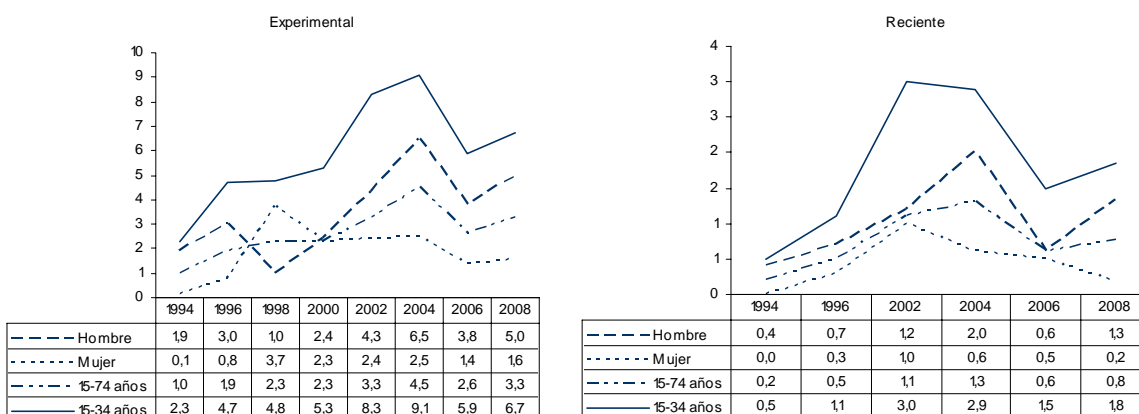 Experimental
10
9
8
7
6
5
4
3
2
1
0
1994 1996 1998 2000 2002 2004 2006 2008
Hombre 1,9 3,0 1,0 2,4 4,3 6,5 3,8 5,0
Mujer 0,1 0,8 3,7 2,3 2,4 2,5 1,4 1,6
15-74 años 1,0 1,9 2,3 2,3 3,3 4,5 2,6 3,3
15-34 años 2,3 4,7 4,8 5,3 8,3 9,1 5,9 6,7
Reciente
4
3
3
2
2
1
1
0
1994 1996 2002 2004 2006 2008
Hombre 0,4 0,7 1,2 2,0 0,6 1,3
Mujer 0,0 0,3 1,0 0,6 0,5 0,2
15-74 años 0,2 0,5 1,1 1,3 0,6 0,8
15-34 años 0,5 1,1 3,0 2,9 1,5 1,8